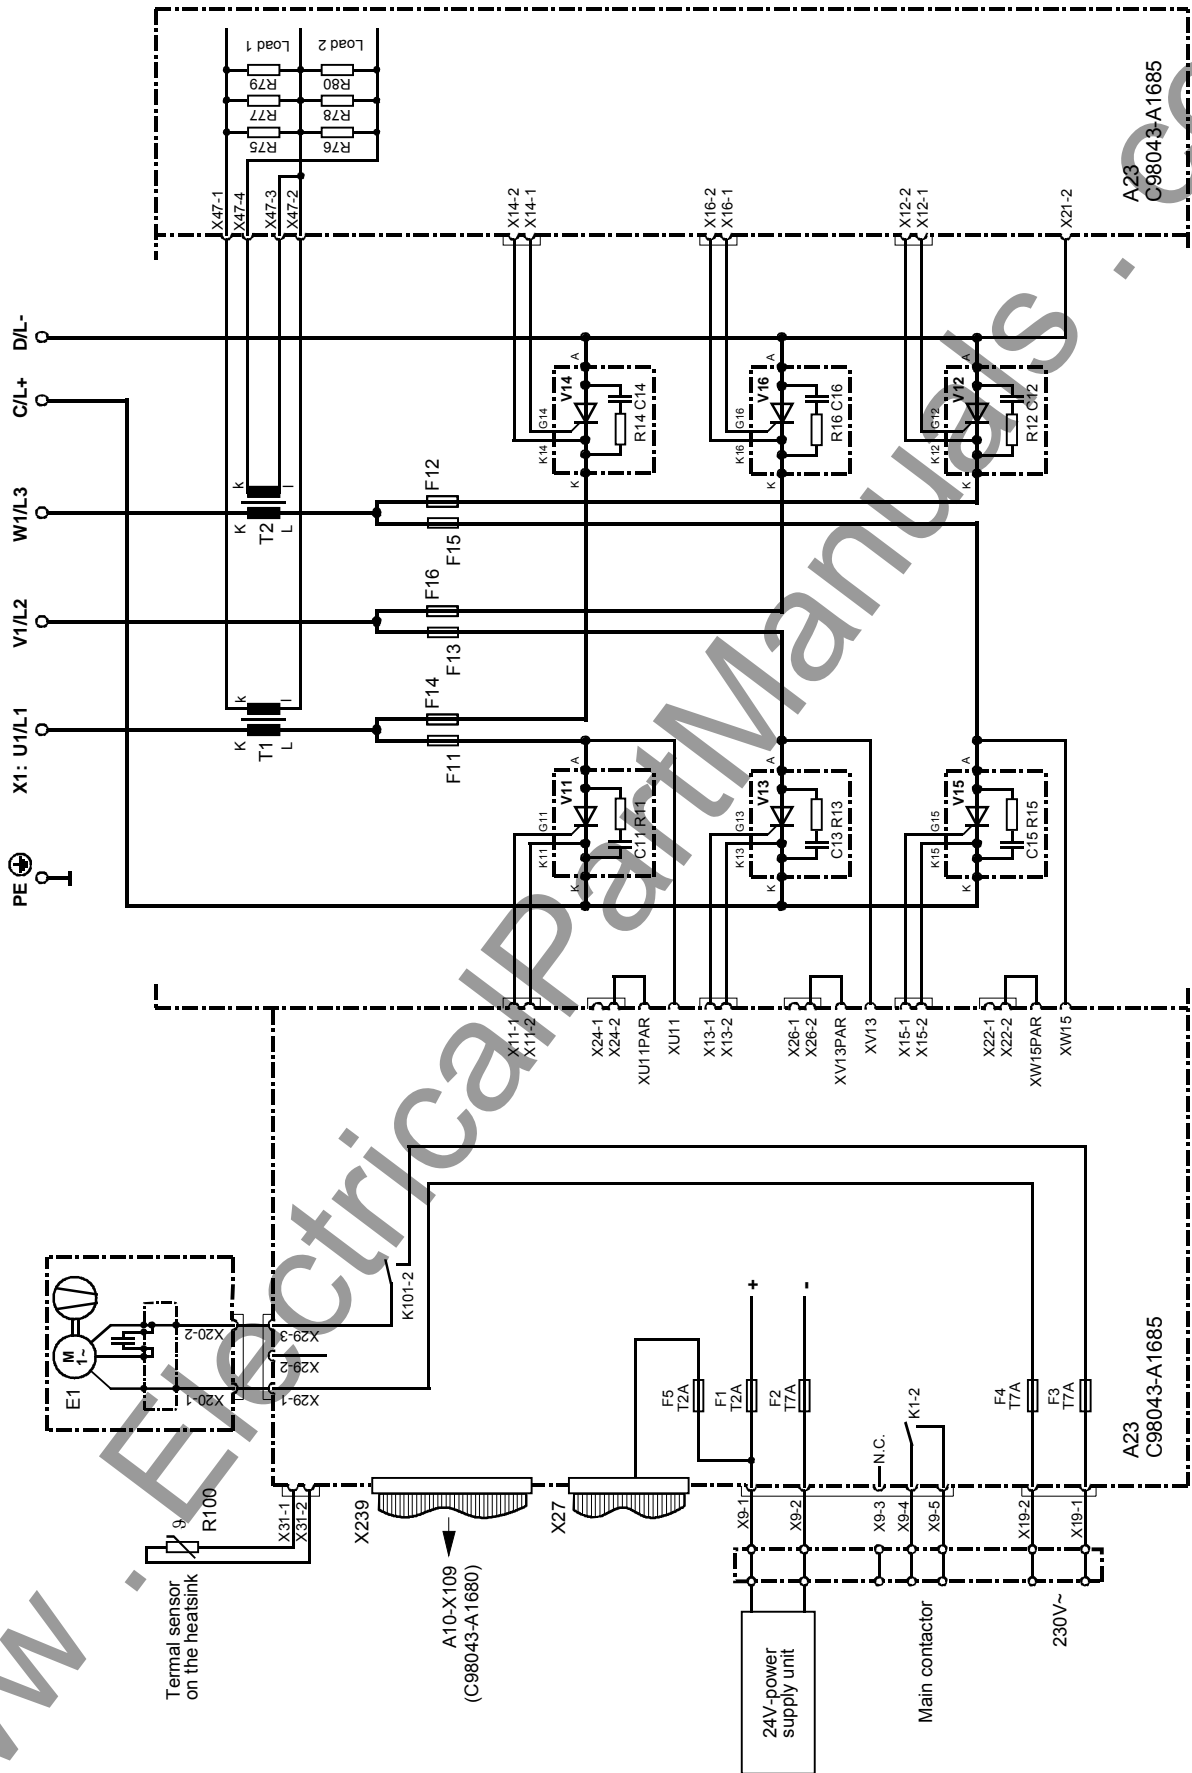 PE
X1: U1/L1
V1/L2
W1/L3
C/L+
D/L-
K
k
T1
L
l
K
k
T2
L
l
X47-1
X47-4
X47-3
X47-2
R75
R77
R79
Load 1
R76
R78
R80
Load 2
F11
F14
F13
F16
F15
F12
V11
G11
K11
K
A
C11 R11
V14
G14
K14
K
A
R14 C14
X14-2
X14-1
V13
G13
K13
K
A
C13 R13
V16
G16
K16
K
A
R16 C16
X16-2
X16-1
V15
G15
K15
K
A
C15 R15
V12
G12
K12
K
A
R12 C12
X12-2
X12-1
X21-2
A23
C98043-A1685
X11-1
X11-2
X24-1
X24-2
XU11PAR
XU11
X13-1
X13-2
X26-1
X26-2
XV13PAR
XV13
X15-1
X15-2
X22-1
X22-2
XW15PAR
XW15
E1
M
1~
X20-1
X20-2
X29-1
X29-2
X29-3
K101-2
Termal sensor
on the heatsink
ϑ
R100
X31-1
X31-2
X239
A10-X109
(C98043-A1680)
X27
F5
T2A
F1
T2A
F2
T7A
+
-
24V-power
supply unit
X9-1
X9-2
X9-3
N.C.
X9-4
X9-5
K1-2
Main contactor
F4
T7A
F3
T7A
X19-2
X19-1
230V~
A23
C98043-A1685